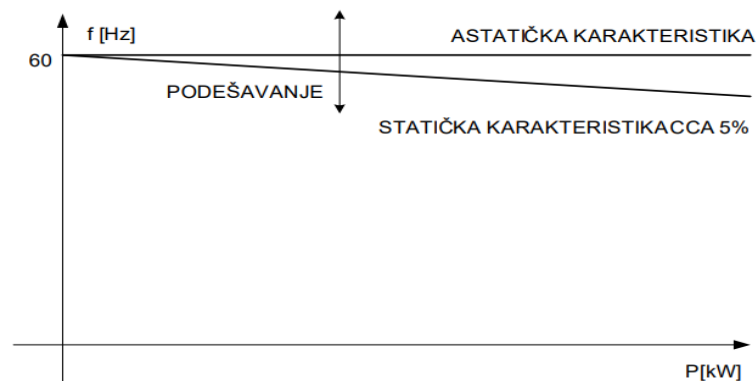 f [Hz]
ASTATIČKA KARAKTERISTIKA
60
PODEŠAVANJE
STATIČKA KARAKTERISTIKACCA 5%
P[kW]